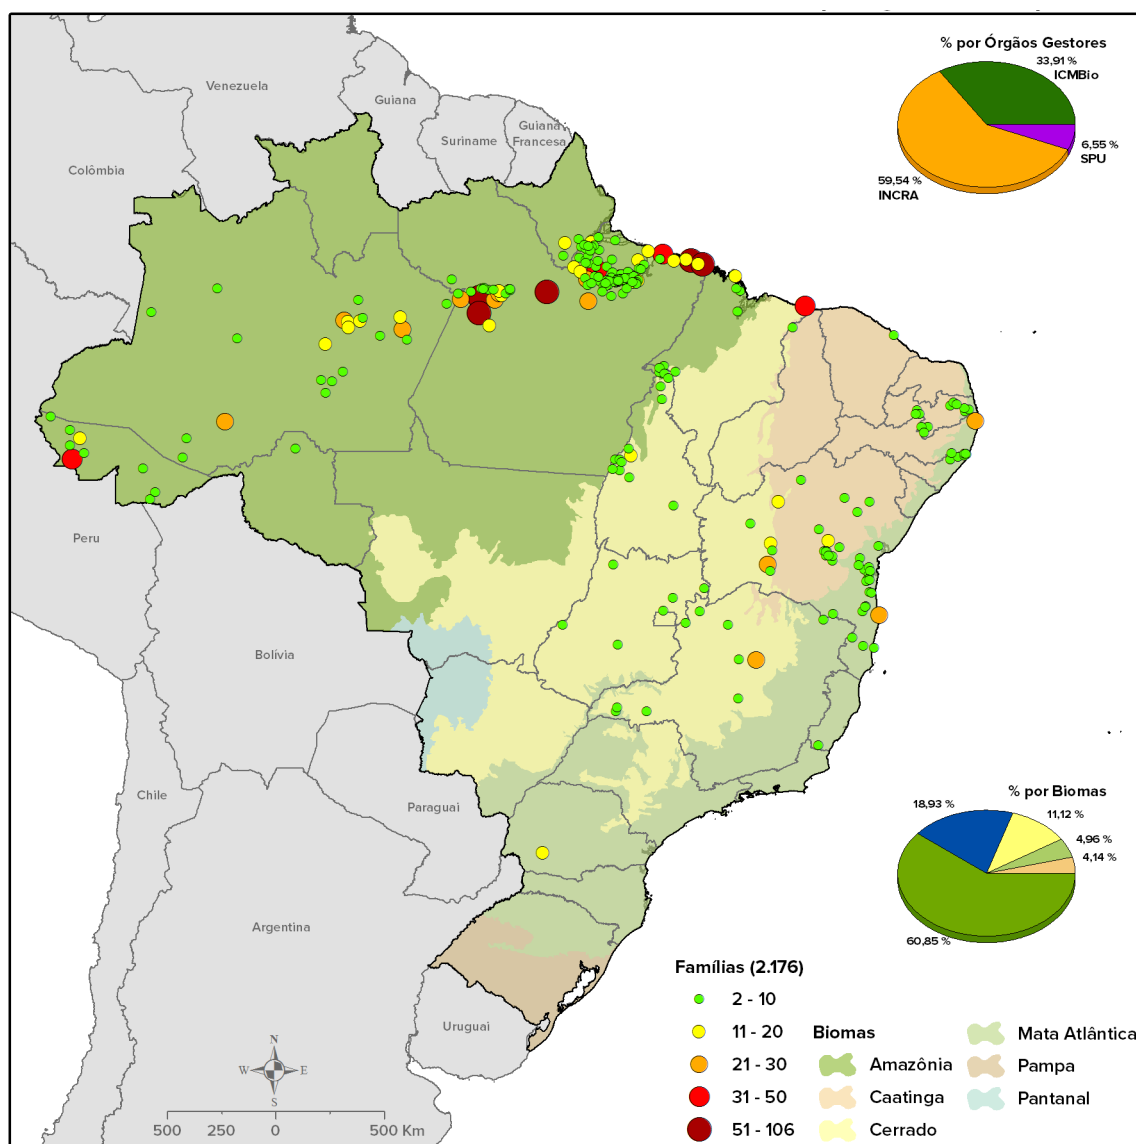 % por Órgãos Gestores
33,91 %
ICMBio
6,55 %
SPU
59,54 %
INCRA
Venezuela
Guiana
Suriname
Guiana
Francesa
Colômbia
Peru
Bolívia
Chile
Paraguai
Argentina
Uruguai
% por Biomas
18,93 %
11,12 %
4,96 %
4,14 %
60,85 %
Famílias (2.176)
2 - 10
11 - 20
21 - 30
31 - 50
51 - 106
Biomas
Amazônia
Caatinga
Cerrado
Mata Atlântica
Pampa
Pantanal
N
W
E
S
500 250 0 500 Km